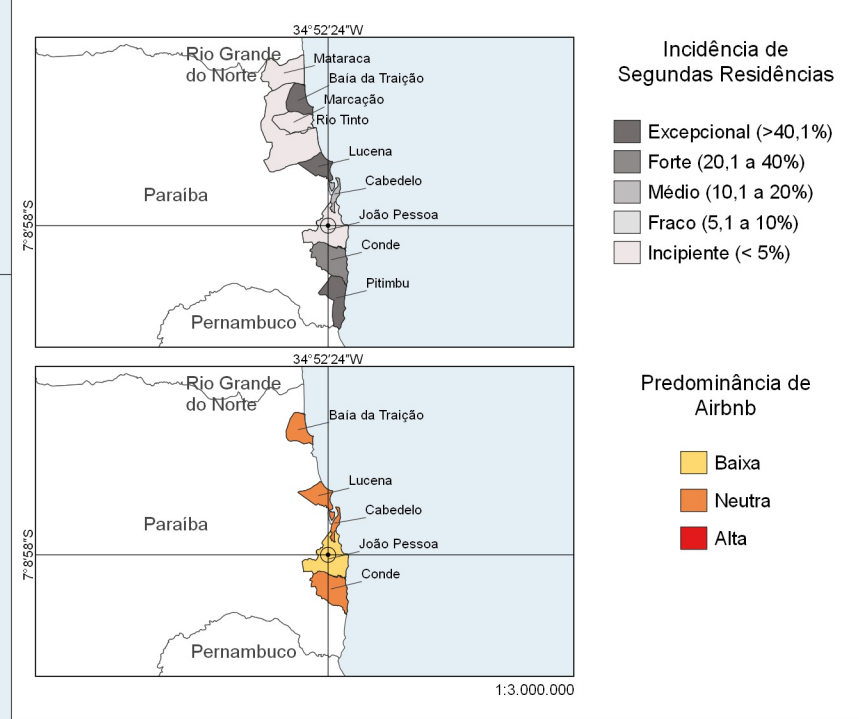 34°52'24"W
Rio Grande
do Norte
Mataraca
Baía da Traição
Marcação
Rio Tinto
Lucena
Cabedelo
Paraíba
João Pessoa
7°8'58"S
Conde
Pitimbu
Pernambuco
Incidência de
Segundas Residências
Excepcional (>40,1%)
Forte (20,1 a 40%)
Médio (10,1 a 20%)
Fraco (5,1 a 10%)
Incipiente (< 5%)
34°52'24"W
Rio Grande
do Norte
Baía da Traição
Lucena
Cabedelo
Paraíba
João Pessoa
7°8'58"S
Conde
Pernambuco
1:3.000.000
Predominância de
Airbnb
Baixa
Neutra
Alta